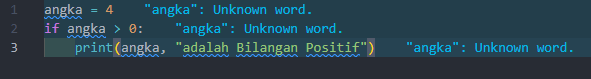 1 angka = 4 "angka": Unknown word.
2 if angka > 0: "angka": Unknown word.
3 print(angka, "adalah Bilangan Positif") "angka": Unknown word.